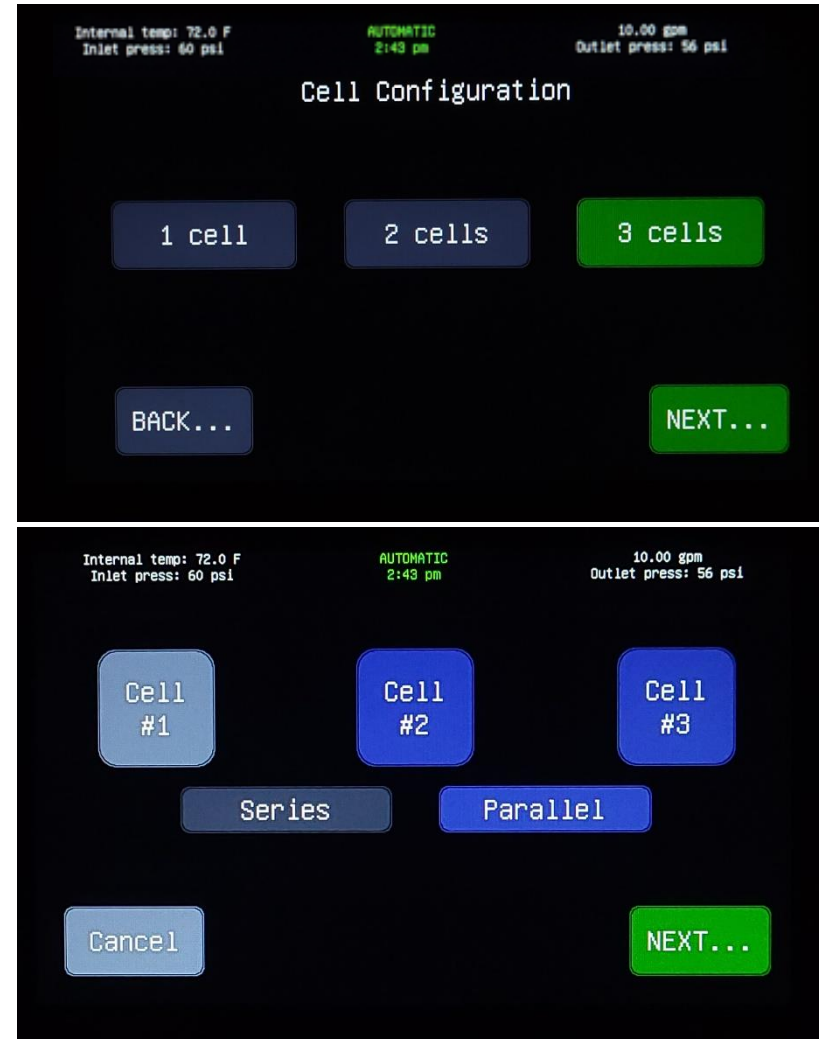 Internal temp: 72.0 F
Inlet press: 60 psi
AUTOMATIC
2:43 pm
10.00 gpm
Outlet press: 56 psi
Cell Configuration
1 cell
2 cells
3 cells
BACK...
NEXT...
Internal temp: 72.0 F
Inlet press: 60 psi
AUTOMATIC
2:43 pm
10.00 gpm
Outlet press: 56 psi
Cell
#1
Cell
#2
Cell
#3
Series
Parallel
Cancel
NEXT...